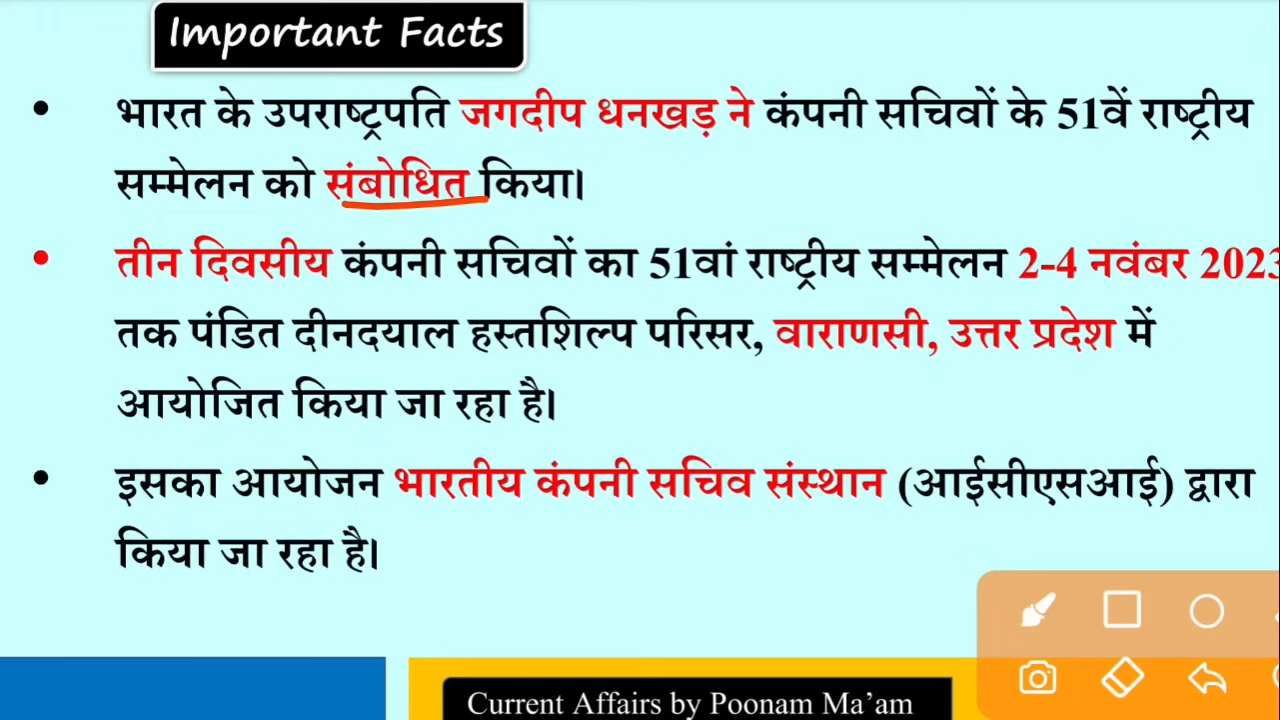 Important Facts
• भारत के उपराष्ट्रपति जगदीप धनखड़ ने कंपनी सचिवों के 51वें राष्ट्रीय
सम्मेलन को संबोधित किया।
• तीन दिवसीय कंपनी सचिवों का 51वां राष्ट्रीय सम्मेलन 2-4 नवंबर 2023
तक पंडित दीनदयाल हस्तशिल्प परिसर, वाराणसी, उत्तर प्रदेश में
आयोजित किया जा रहा है।
• इसका आयोजन भारतीय कंपनी सचिव संस्थान (आईसीएसआई) द्वारा
किया जा रहा है।
Current Affairs by Poonam Ma’am